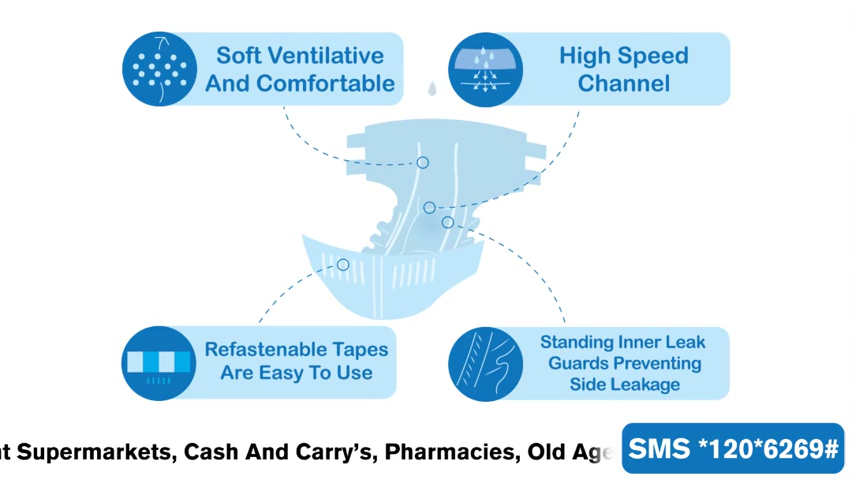 Soft Ventilative
And Comfortable
High Speed
Channel
Refastenable Tapes
Are Easy To Use
Standing Inner Leak
Guards Preventing
Side Leakage
Supermarkets, Cash And Carry's, Pharmacies, Old Age
SMS *120*6269#